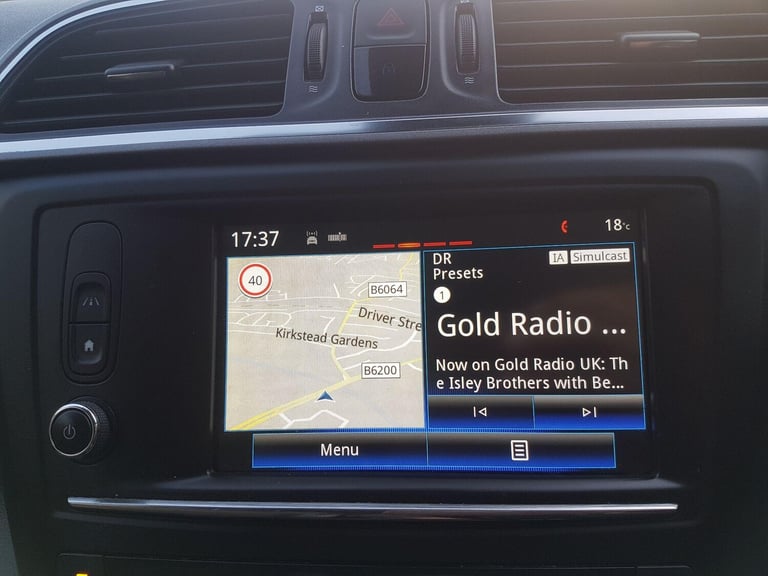 17:37
18°c
40
B6064
Driver Stre
Kirkstead Gardens
B6200
DR
Presets
IA
Simulcast
1
Gold Radio ...
Now on Gold Radio UK: Th
e Isley Brothers with Be...
Menu